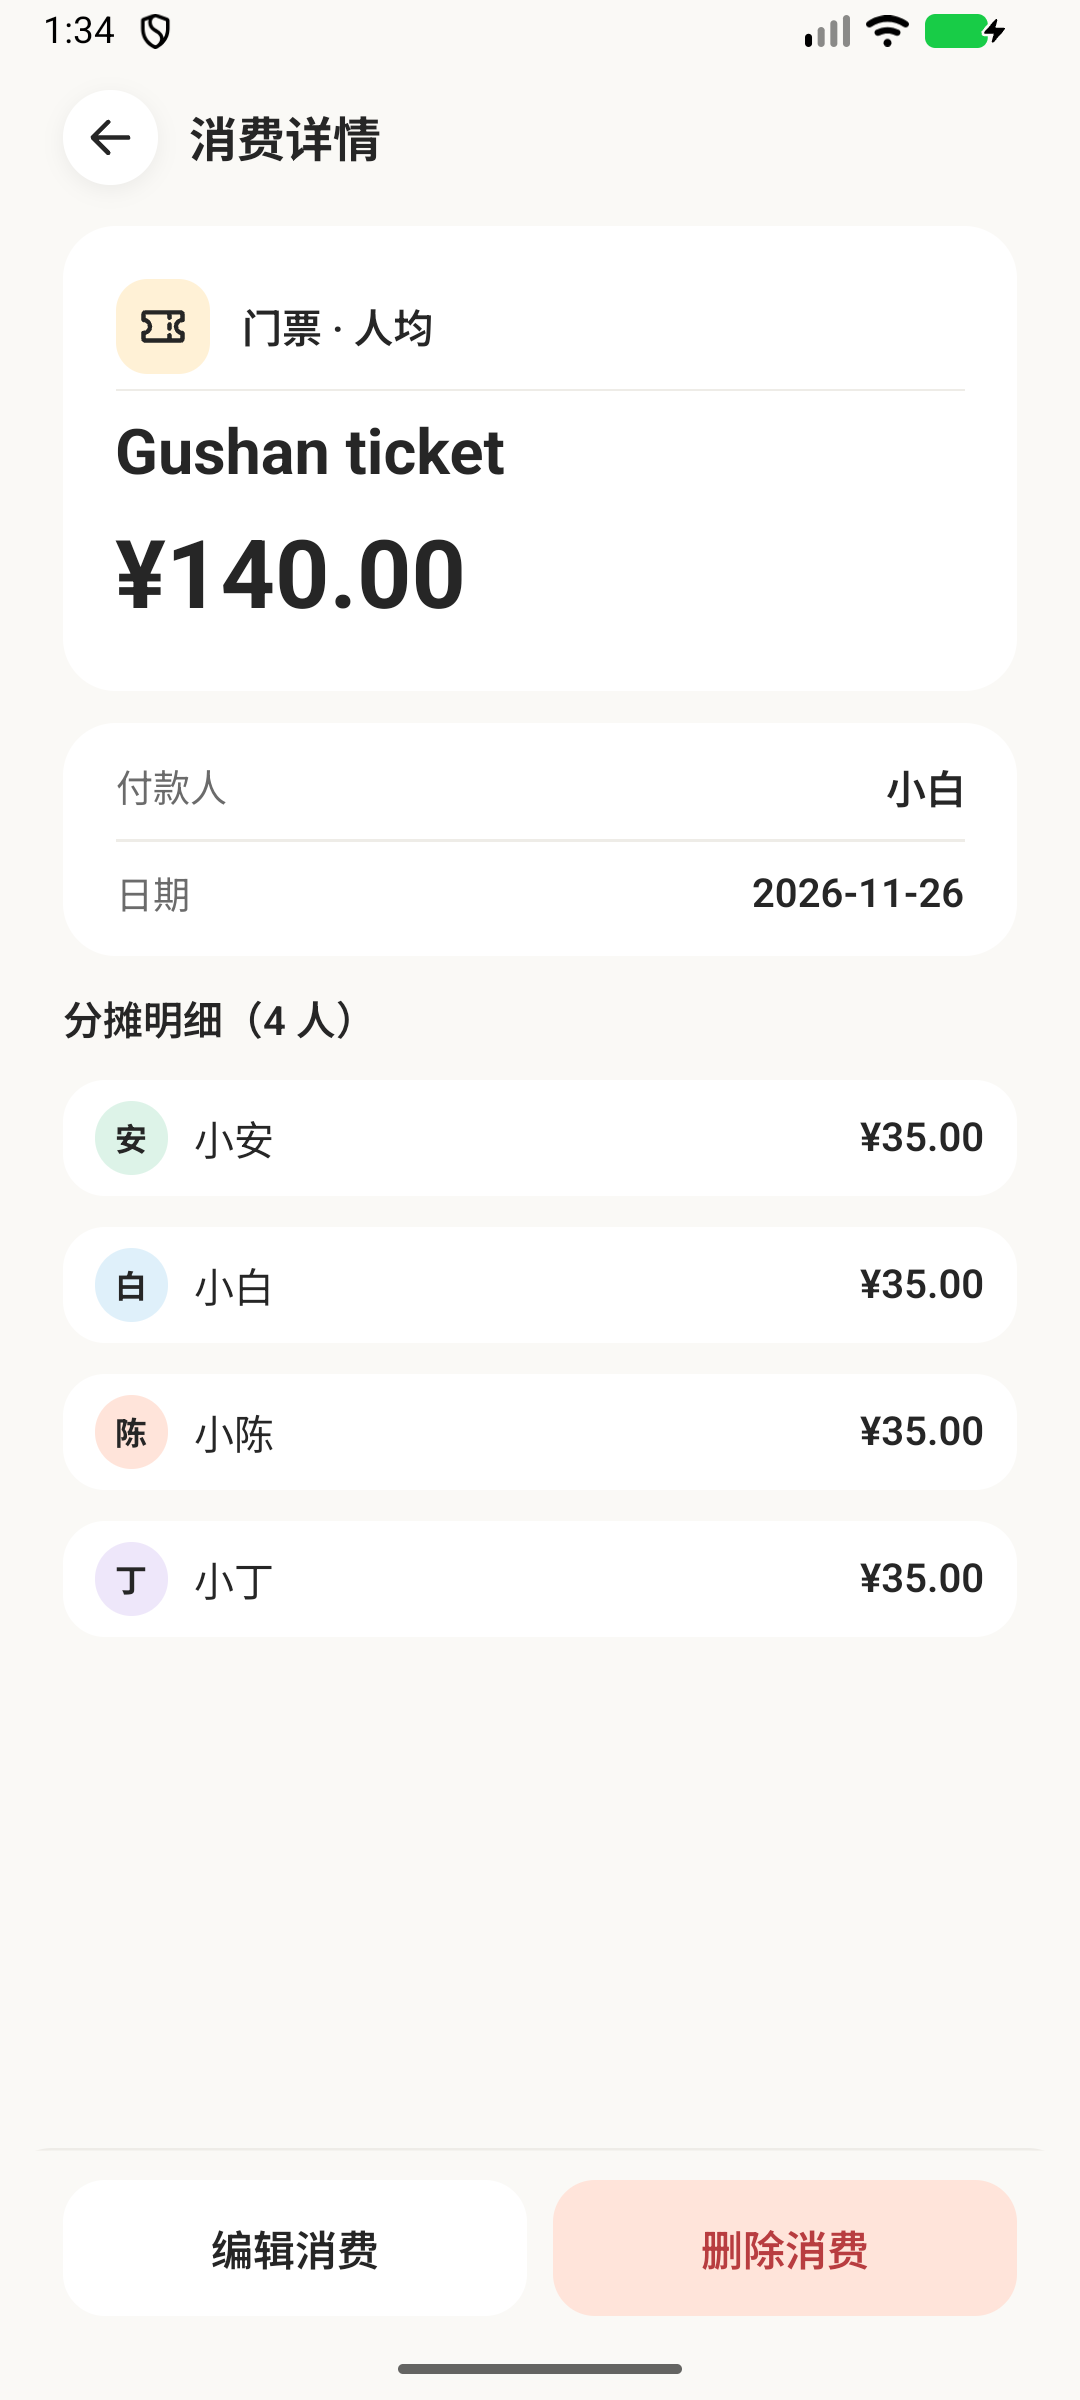 1:34
消费详情
门票 · 人均
Gushan ticket
¥140.00
付款人 小白
日期 2026-11-26
分摊明细（4 人）
安 小安 ¥35.00
白 小白 ¥35.00
陈 小陈 ¥35.00
丁 小丁 ¥35.00
编辑消费 删除消费